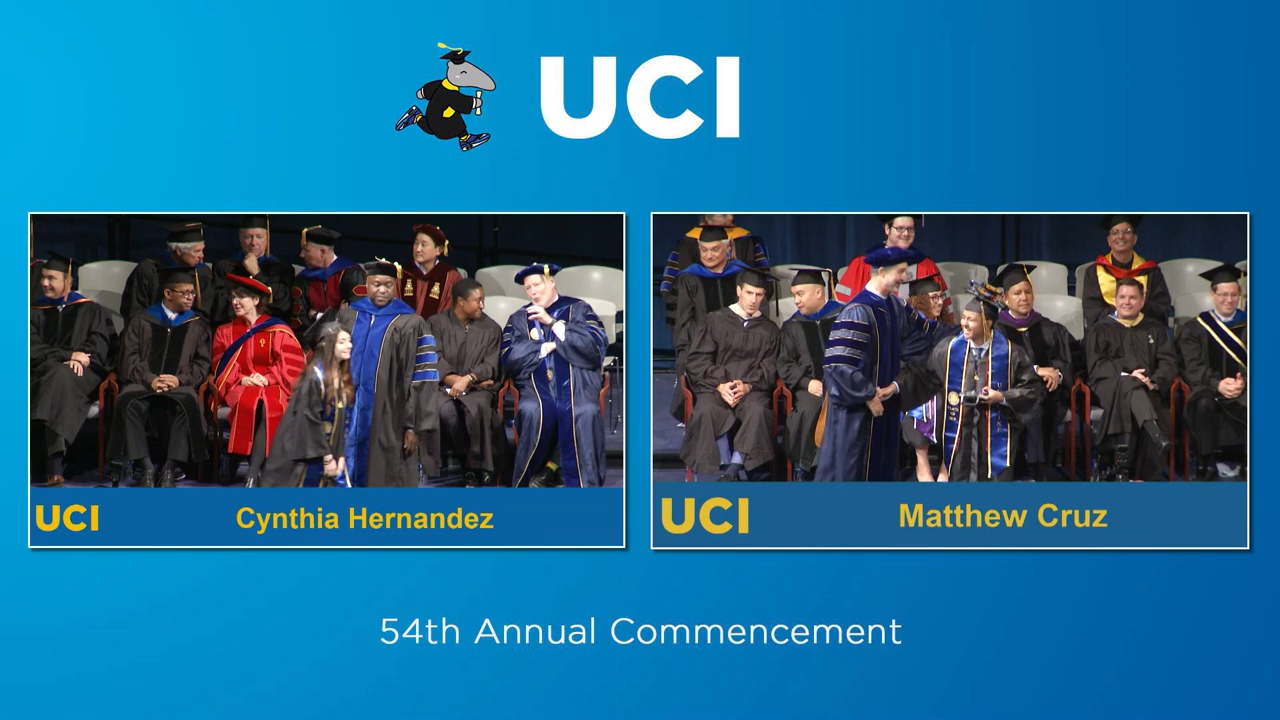 UCI
UCI
Cynthia Hernandez
UCI
Matthew Cruz
54th Annual Commencement